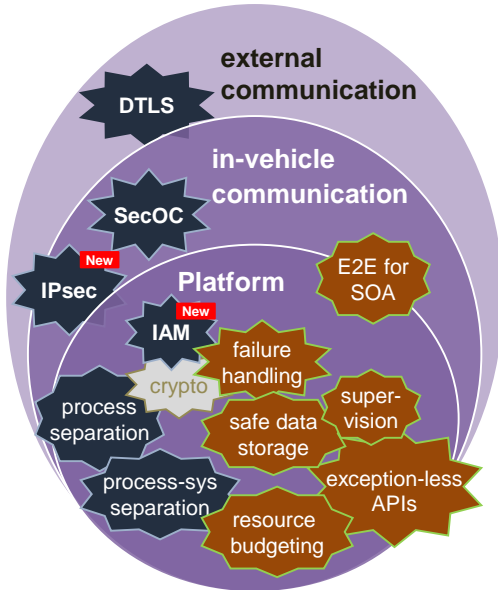 external
communication
DTLS
in-vehicle
communication
SecOC
New
IPsec
E2E for
SOA
Platform
New
IAM
failure
handling
crypto
process
separation
super-
vision
safe data
storage
process-sys
separation
exception-less
APIs
resource
budgeting